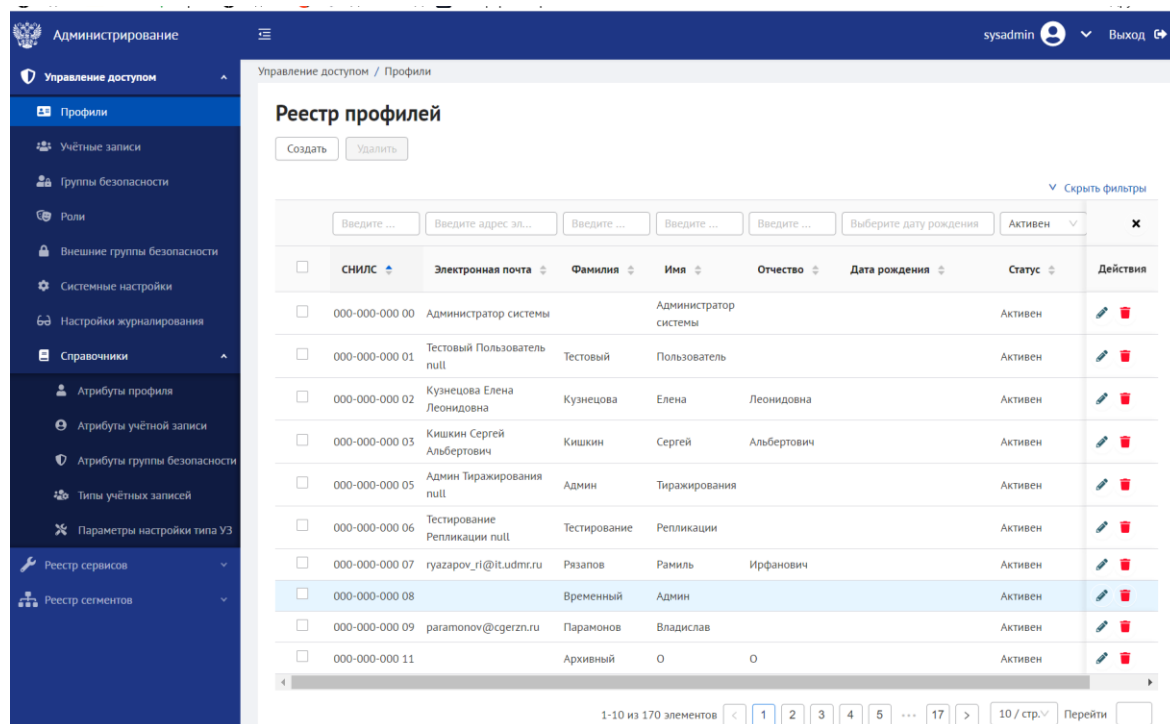 Администрирование
sysadmin
Выход
Управление доступом
Управление доступом / Профили
Профили
Учётные записи
Группы безопасности
Роли
Внешние группы безопасности
Системные настройки
Настройки журналирования
Справочники
Атрибуты профиля
Атрибуты учётной записи
Атрибуты группы безопасности
Типы учётных записей
Параметры настройки типа УЗ
Реестр сервисов
Реестр сегментов
Реестр профилей
Создать Удалить
Скрыть фильтры
Введите ... Введите адрес эл... Введите ... Введите ... Введите ... Выберите дату рождения Активен
СНИЛС Электронная почта Фамилия Имя Отчество Дата рождения Статус Действия
000-000-000 00 Администратор системы Администратор Активен
системы
000-000-000 01 Тестовый Пользователь Тестовый Пользователь Активен
null
000-000-000 02 Кузнецова Елена Кузнецова Елена Леонидовна Активен
Леонидовна
000-000-000 03 Кишкин Сергей Кишкин Сергей Альбертович Активен
Альбертович
000-000-000 05 Админ Тиражирования Админ Тиражирования Активен
null
000-000-000 06 Тестирование Тестирование Репликации Активен
Репликации null
000-000-000 07 ryazapov_ri@it.udmr.ru Рязапов Рамиль Ирфанович Активен
000-000-000 08 Временный Админ Активен
000-000-000 09 paramonov@cgerzn.ru Парамонов Владислав Активен
000-000-000 11 Архивный О О Активен
1-10 из 170 элементов < 1 2 3 4 5 ... 17 > 10 / стр. Перейти